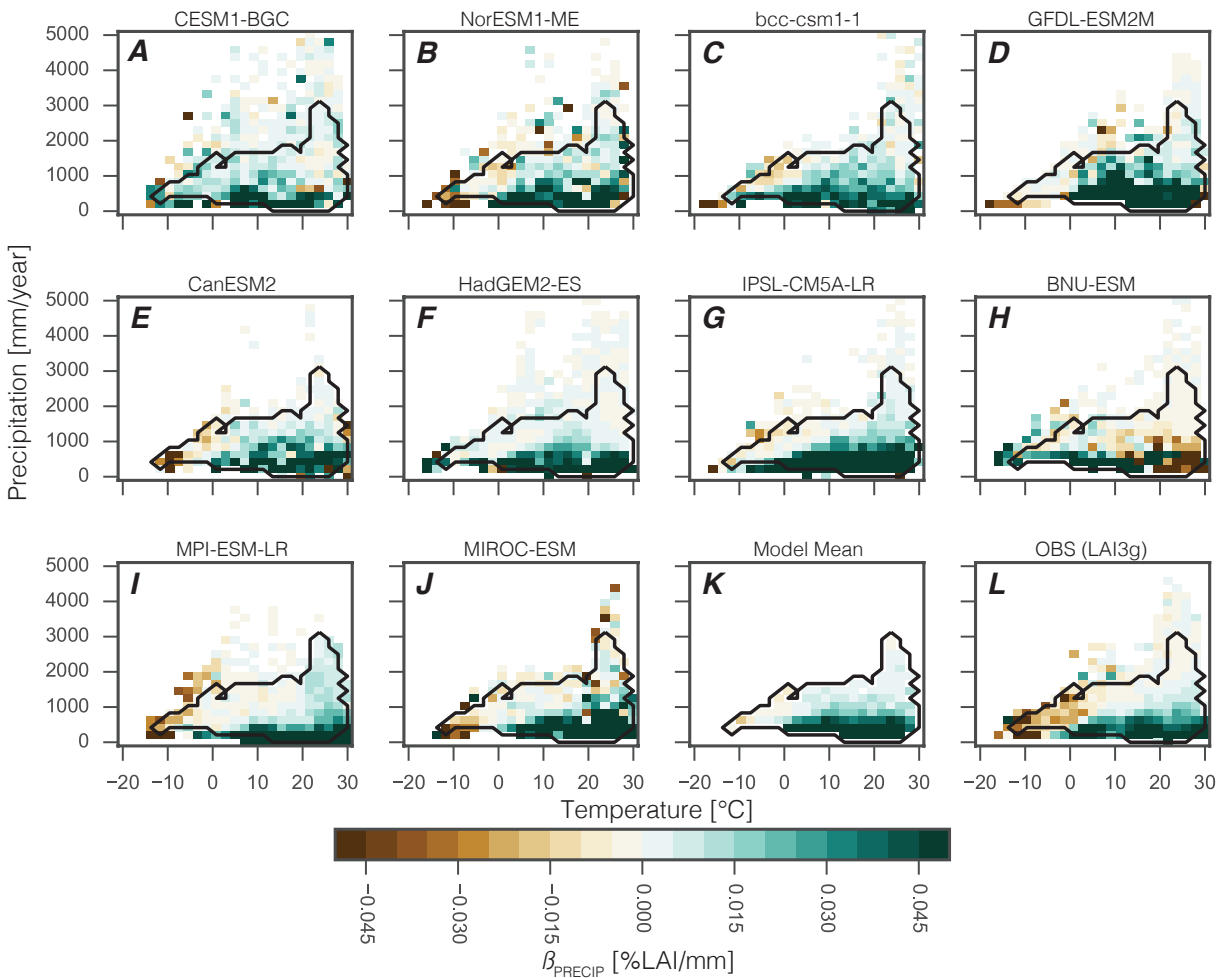 CESM1-BGC NorESM1-ME bcc-csm1-1 GFDL-ESM2M
A B C D
5000
4000
3000
2000
1000
0
CanESM2 HadGEM2-ES IPSL-CM5A-LR BNU-ESM
E F G H
5000
4000
3000
2000
1000
0
Precipitation [mm/year]
MPI-ESM-LR MIROC-ESM Model Mean OBS (LAI3g)
I J K L
5000
4000
3000
2000
1000
0
−20 −10 0 10 20 30 −20 −10 0 10 20 30 −20 −10 0 10 20 30 −20 −10 0 10 20 30
Temperature [°C]
−0.045 −0.030 −0.015 0.000 0.015 0.030 0.045
ßPRECIP [%LAI/mm]